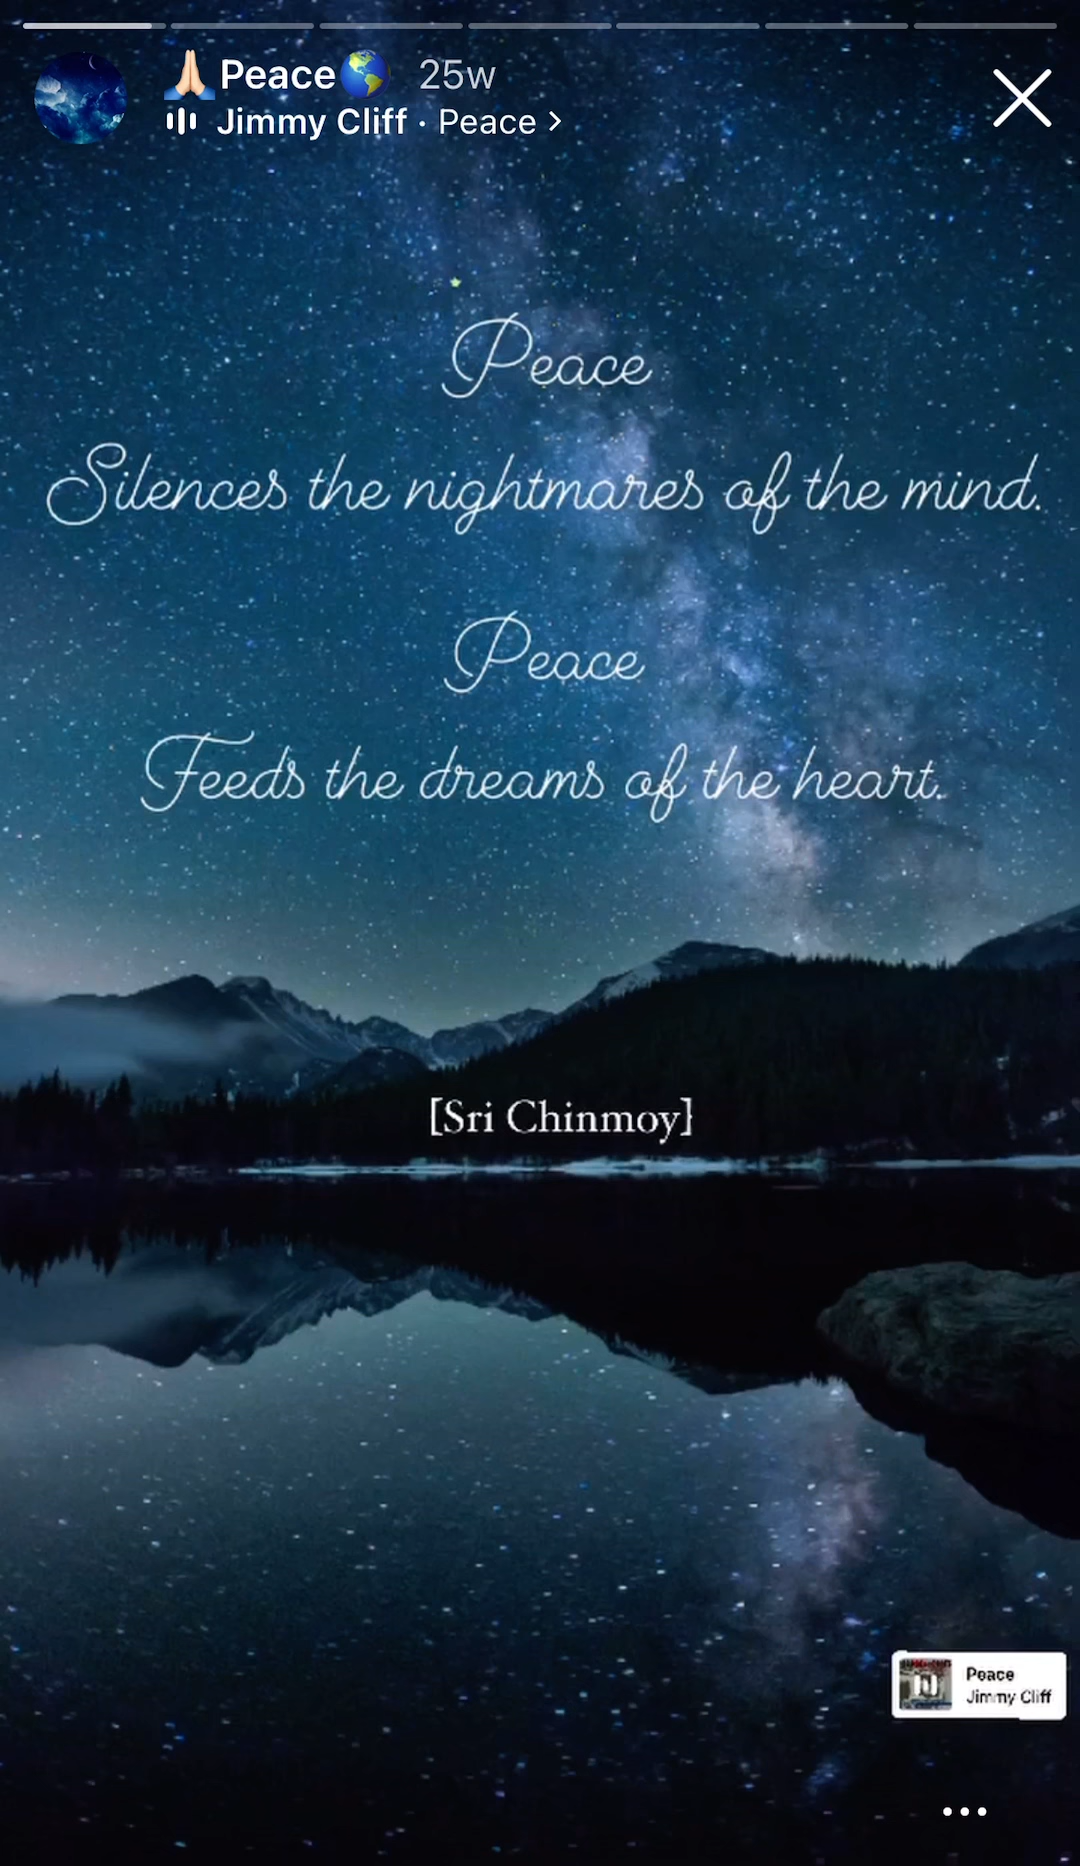 🙏🏻Peace🌎 25w
Jimmy Cliff · Peace >
Peace
Silences the nightmares of the mind.
Peace
Feeds the dreams of the heart.
[Sri Chinmoy]
Peace
Jimmy Cliff